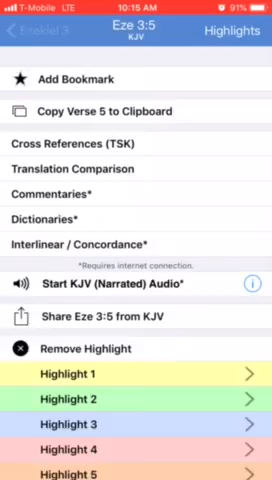 T-Mobile LTE 10:15 AM 91%
Ezekiel 3 Eze 3:5 Highlights
KJV
Add Bookmark
Copy Verse 5 to Clipboard
Cross References (TSK)
Translation Comparison
Commentaries*
Dictionaries*
Interlinear / Concordance*
*Requires internet connection.
Start KJV (Narrated) Audio*
Share Eze 3:5 from KJV
Remove Highlight
Highlight 1
Highlight 2
Highlight 3
Highlight 4
Highlight 5